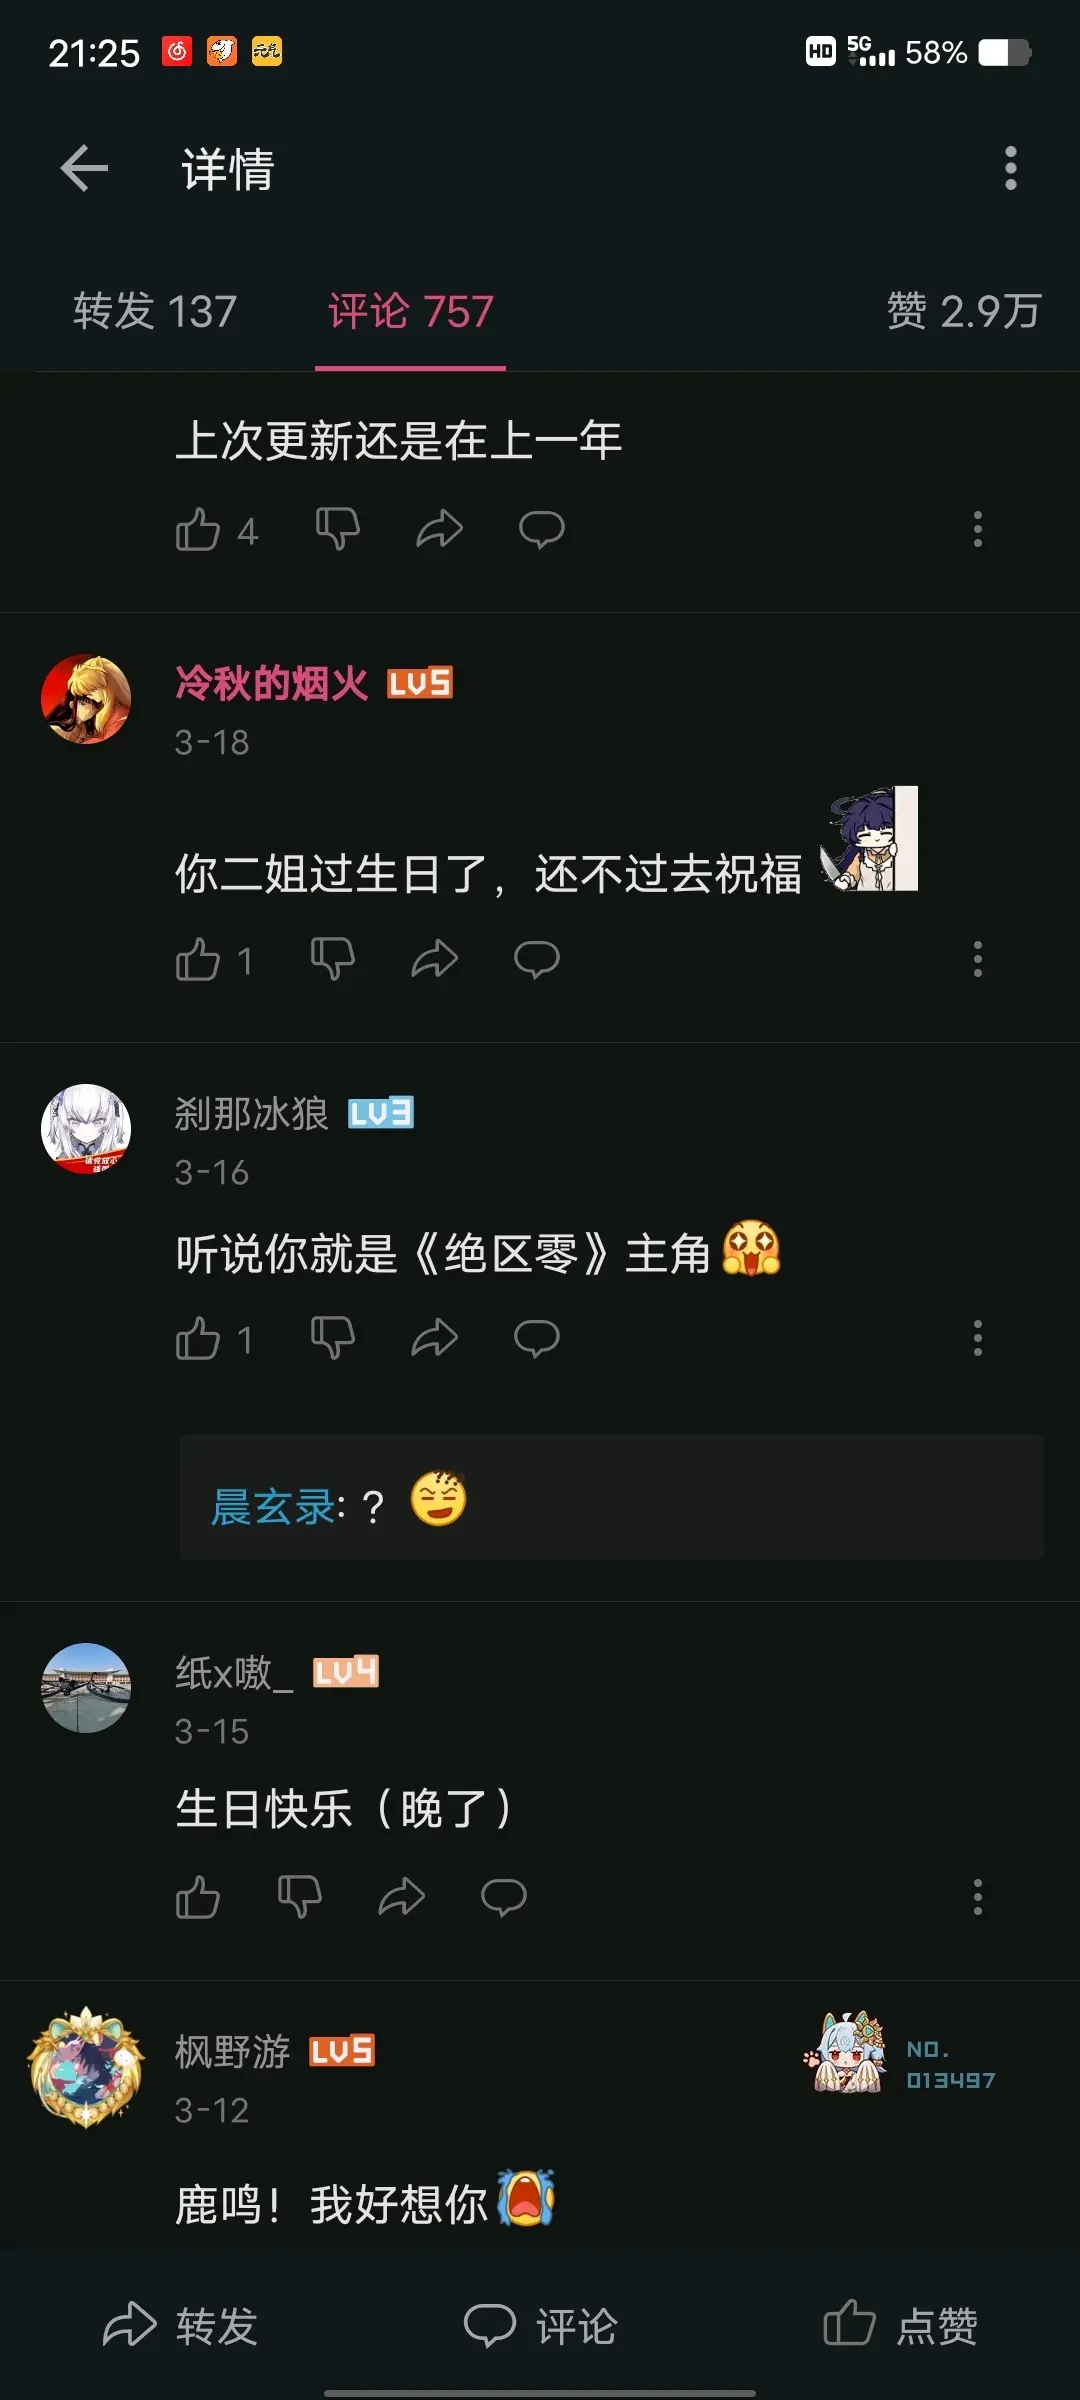 21:25
元气
HD 5G 58%
详情
转发 137
评论 757
赞 2.9万
上次更新还是在上一年
4
冷秋的烟火 LV5
3-18
你二姐过生日了，还不过去祝福
1
刹那冰狼 LV3
3-16
听说你就是《绝区零》主角
1
晨玄录: ?
纸x嗷_ LV4
3-15
生日快乐（晚了）
枫野游 LV5
NO.
013497
3-12
鹿鸣！我好想你
转发
评论
点赞